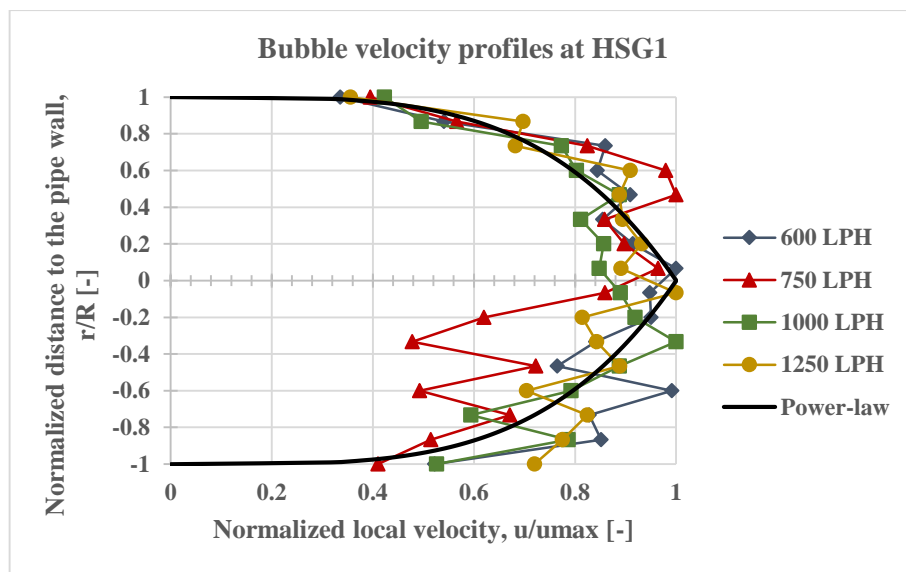 Bubble velocity profiles at HSG1
Normalized distance to the pipe wall,
r/R [-]
1
0.8
0.6
0.4
0.2
0
-0.2
-0.4
-0.6
-0.8
-1
0
0.2
0.4
0.6
0.8
1
Normalized local velocity, u/umax [-]
600 LPH
750 LPH
1000 LPH
1250 LPH
Power-law